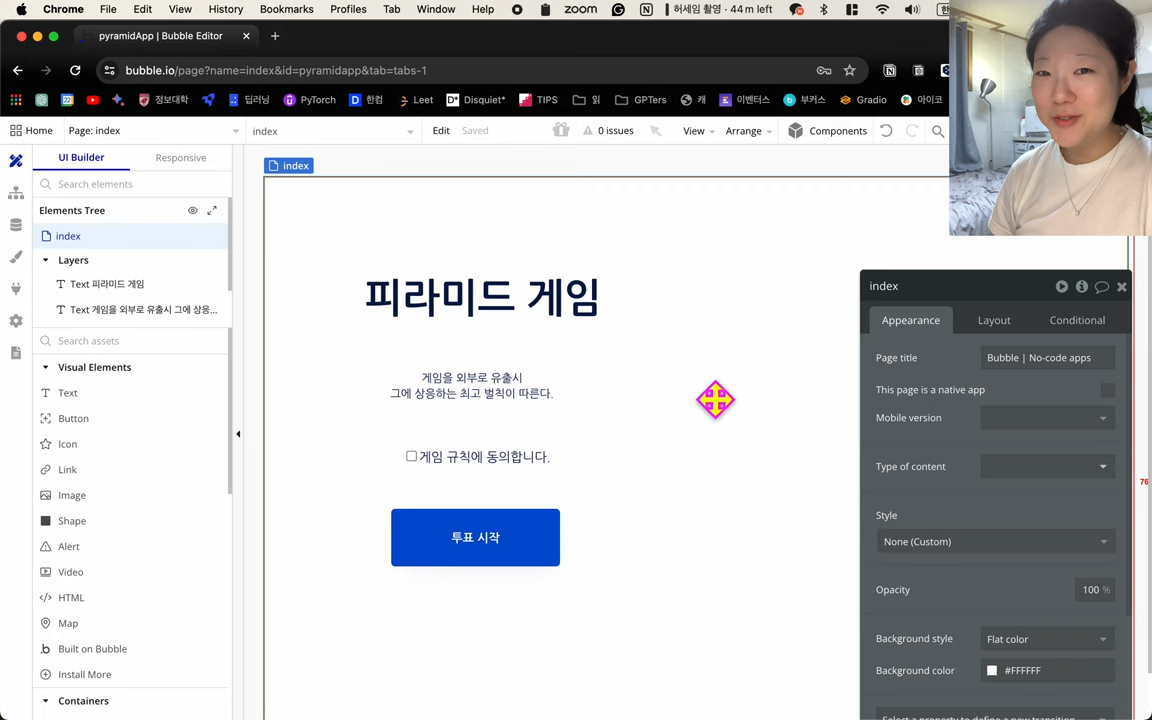 Chrome File Edit View History Bookmarks Profiles Tab Window Help zoom 허세임 촬영 · 44 m left
pyramidApp | Bubble Editor
bubble.io/page?name=index&id=pyramidapp&tab=tabs-1
정보대학 딥러닝 PyTorch 한컴 Leet Disquiet* TIPS 읽 GPTers 캐 이벤터스 부커스 Gradio 아이코
Home Page: index index Edit Saved 0 issues View Arrange Components
UI Builder Responsive
index
Search elements
Elements Tree
index
Layers
Text 피라미드 게임
Text 게임을 외부로 유출시 그에 상응...
Search assets
Visual Elements
Text
Button
Icon
Link
Image
Shape
Alert
Video
HTML
Map
Built on Bubble
Install More
Containers
피라미드 게임
게임을 외부로 유출시
그에 상응하는 최고 벌칙이 따른다.
게임 규칙에 동의합니다.
투표 시작
index
Appearance Layout Conditional
Page title Bubble | No-code apps
This page is a native app
Mobile version
Type of content
Style
None (Custom)
Opacity 100 %
Background style Flat color
Background color #FFFFFF
Select a property to define a new transition
76